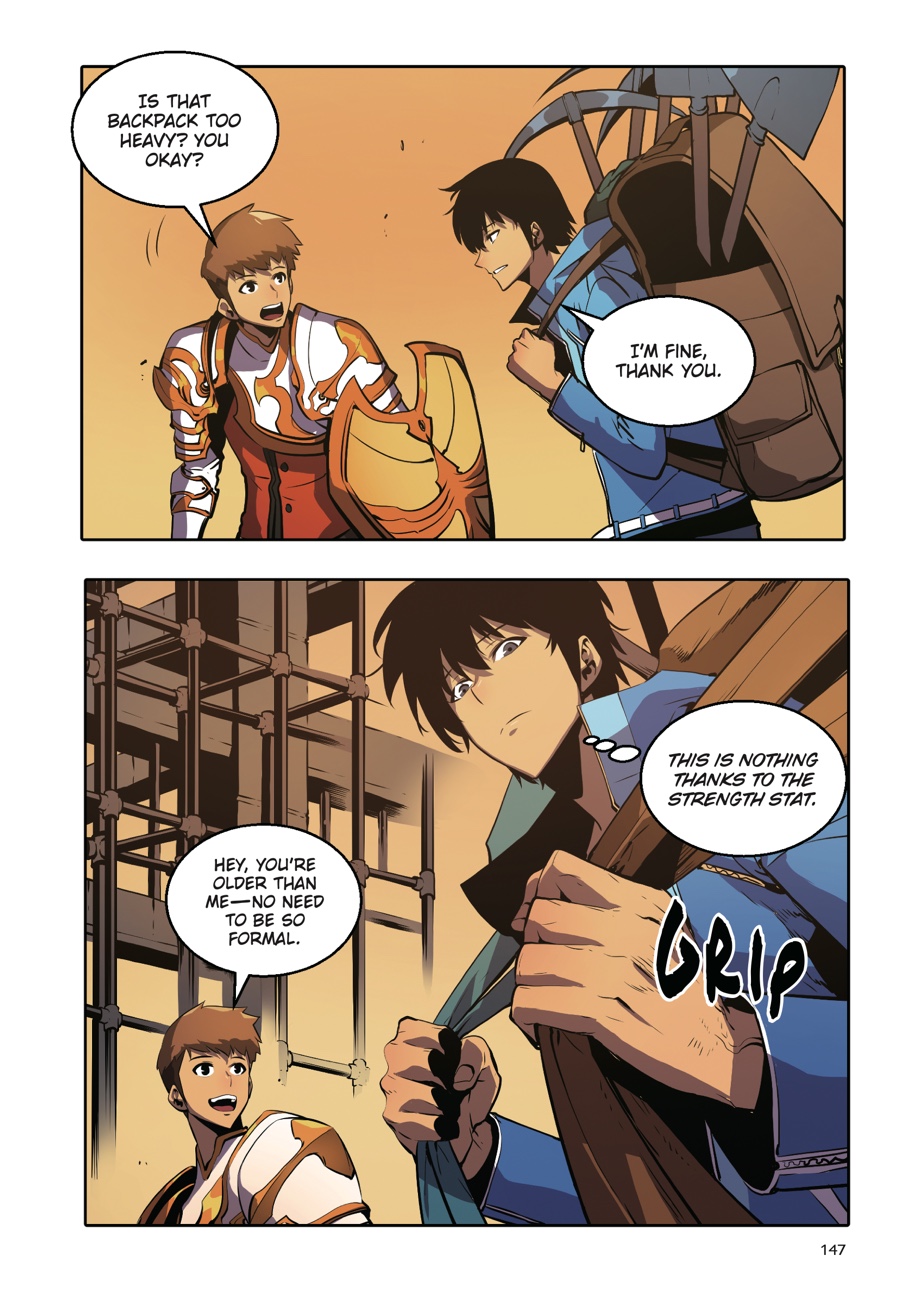 IS THAT
BACKPACK TOO
HEAVY? YOU
OKAY?
I'M FINE,
THANK YOU.
THIS IS NOTHING
THANKS TO THE
STRENGTH STAT.
HEY, YOU'RE
OLDER THAN
ME—NO NEED
TO BE SO
FORMAL.
GRIP
147